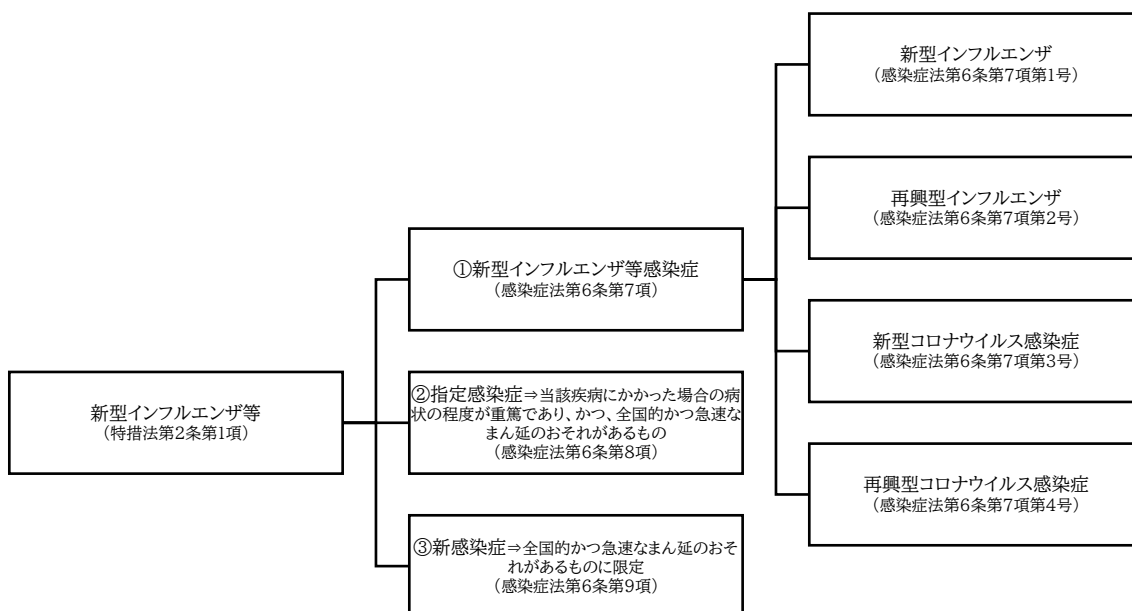 新型インフルエンザ等
（特措法第2条第1項）
①新型インフルエンザ等感染症
（感染症法第6条第7項）
②指定感染症⇒当該疾病にかかった場合の病
状の程度が重篤であり、かつ、全国的かつ急速な
まん延のおそれがあるもの
（感染症法第6条第8項）
③新感染症⇒全国的かつ急速なまん延のおそ
れがあるものに限定
（感染症法第6条第9項）
新型インフルエンザ
（感染症法第6条第7項第1号）
再興型インフルエンザ
（感染症法第6条第7項第2号）
新型コロナウイルス感染症
（感染症法第6条第7項第3号）
再興型コロナウイルス感染症
（感染症法第6条第7項第4号）